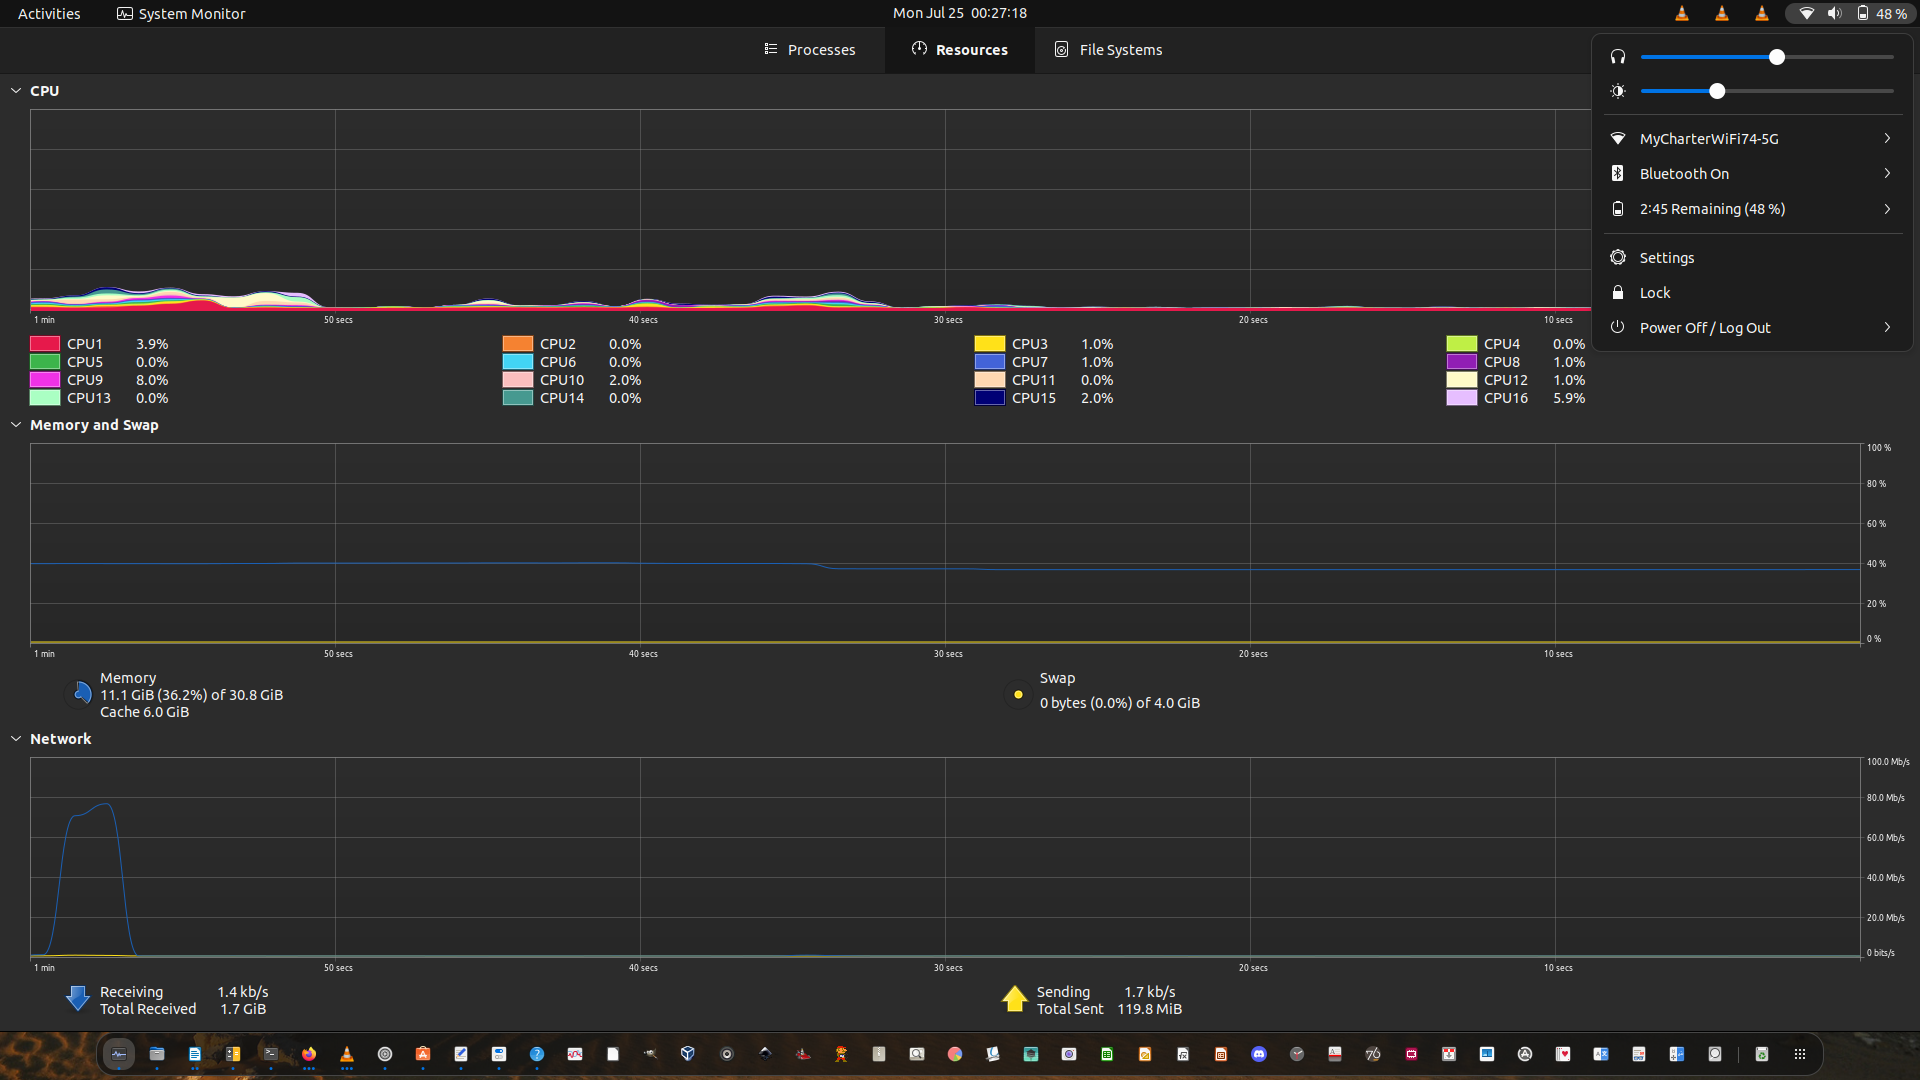 Activities
System Monitor
Mon Jul 25 00:27:18
48 %
Processes
Resources
File Systems
MyCharterWiFi74-5G
Bluetooth On
2:45 Remaining (48 %)
Settings
Lock
Power Off / Log Out
CPU
1 min 50 secs 40 secs 30 secs 20 secs 10 secs
CPU1 3.9% CPU2 0.0% CPU3 1.0% CPU4 0.0%
CPU5 0.0% CPU6 0.0% CPU7 1.0% CPU8 1.0%
CPU9 8.0% CPU10 2.0% CPU11 0.0% CPU12 1.0%
CPU13 0.0% CPU14 0.0% CPU15 2.0% CPU16 5.9%
Memory and Swap
100 %
80 %
60 %
40 %
20 %
0 %
1 min 50 secs 40 secs 30 secs 20 secs 10 secs
Memory
11.1 GiB (36.2%) of 30.8 GiB
Cache 6.0 GiB
Swap
0 bytes (0.0%) of 4.0 GiB
Network
100.0 Mb/s
80.0 Mb/s
60.0 Mb/s
40.0 Mb/s
20.0 Mb/s
0 bits/s
1 min 50 secs 40 secs 30 secs 20 secs 10 secs
Receiving 1.4 kb/s
Total Received 1.7 GiB
Sending 1.7 kb/s
Total Sent 119.8 MiB